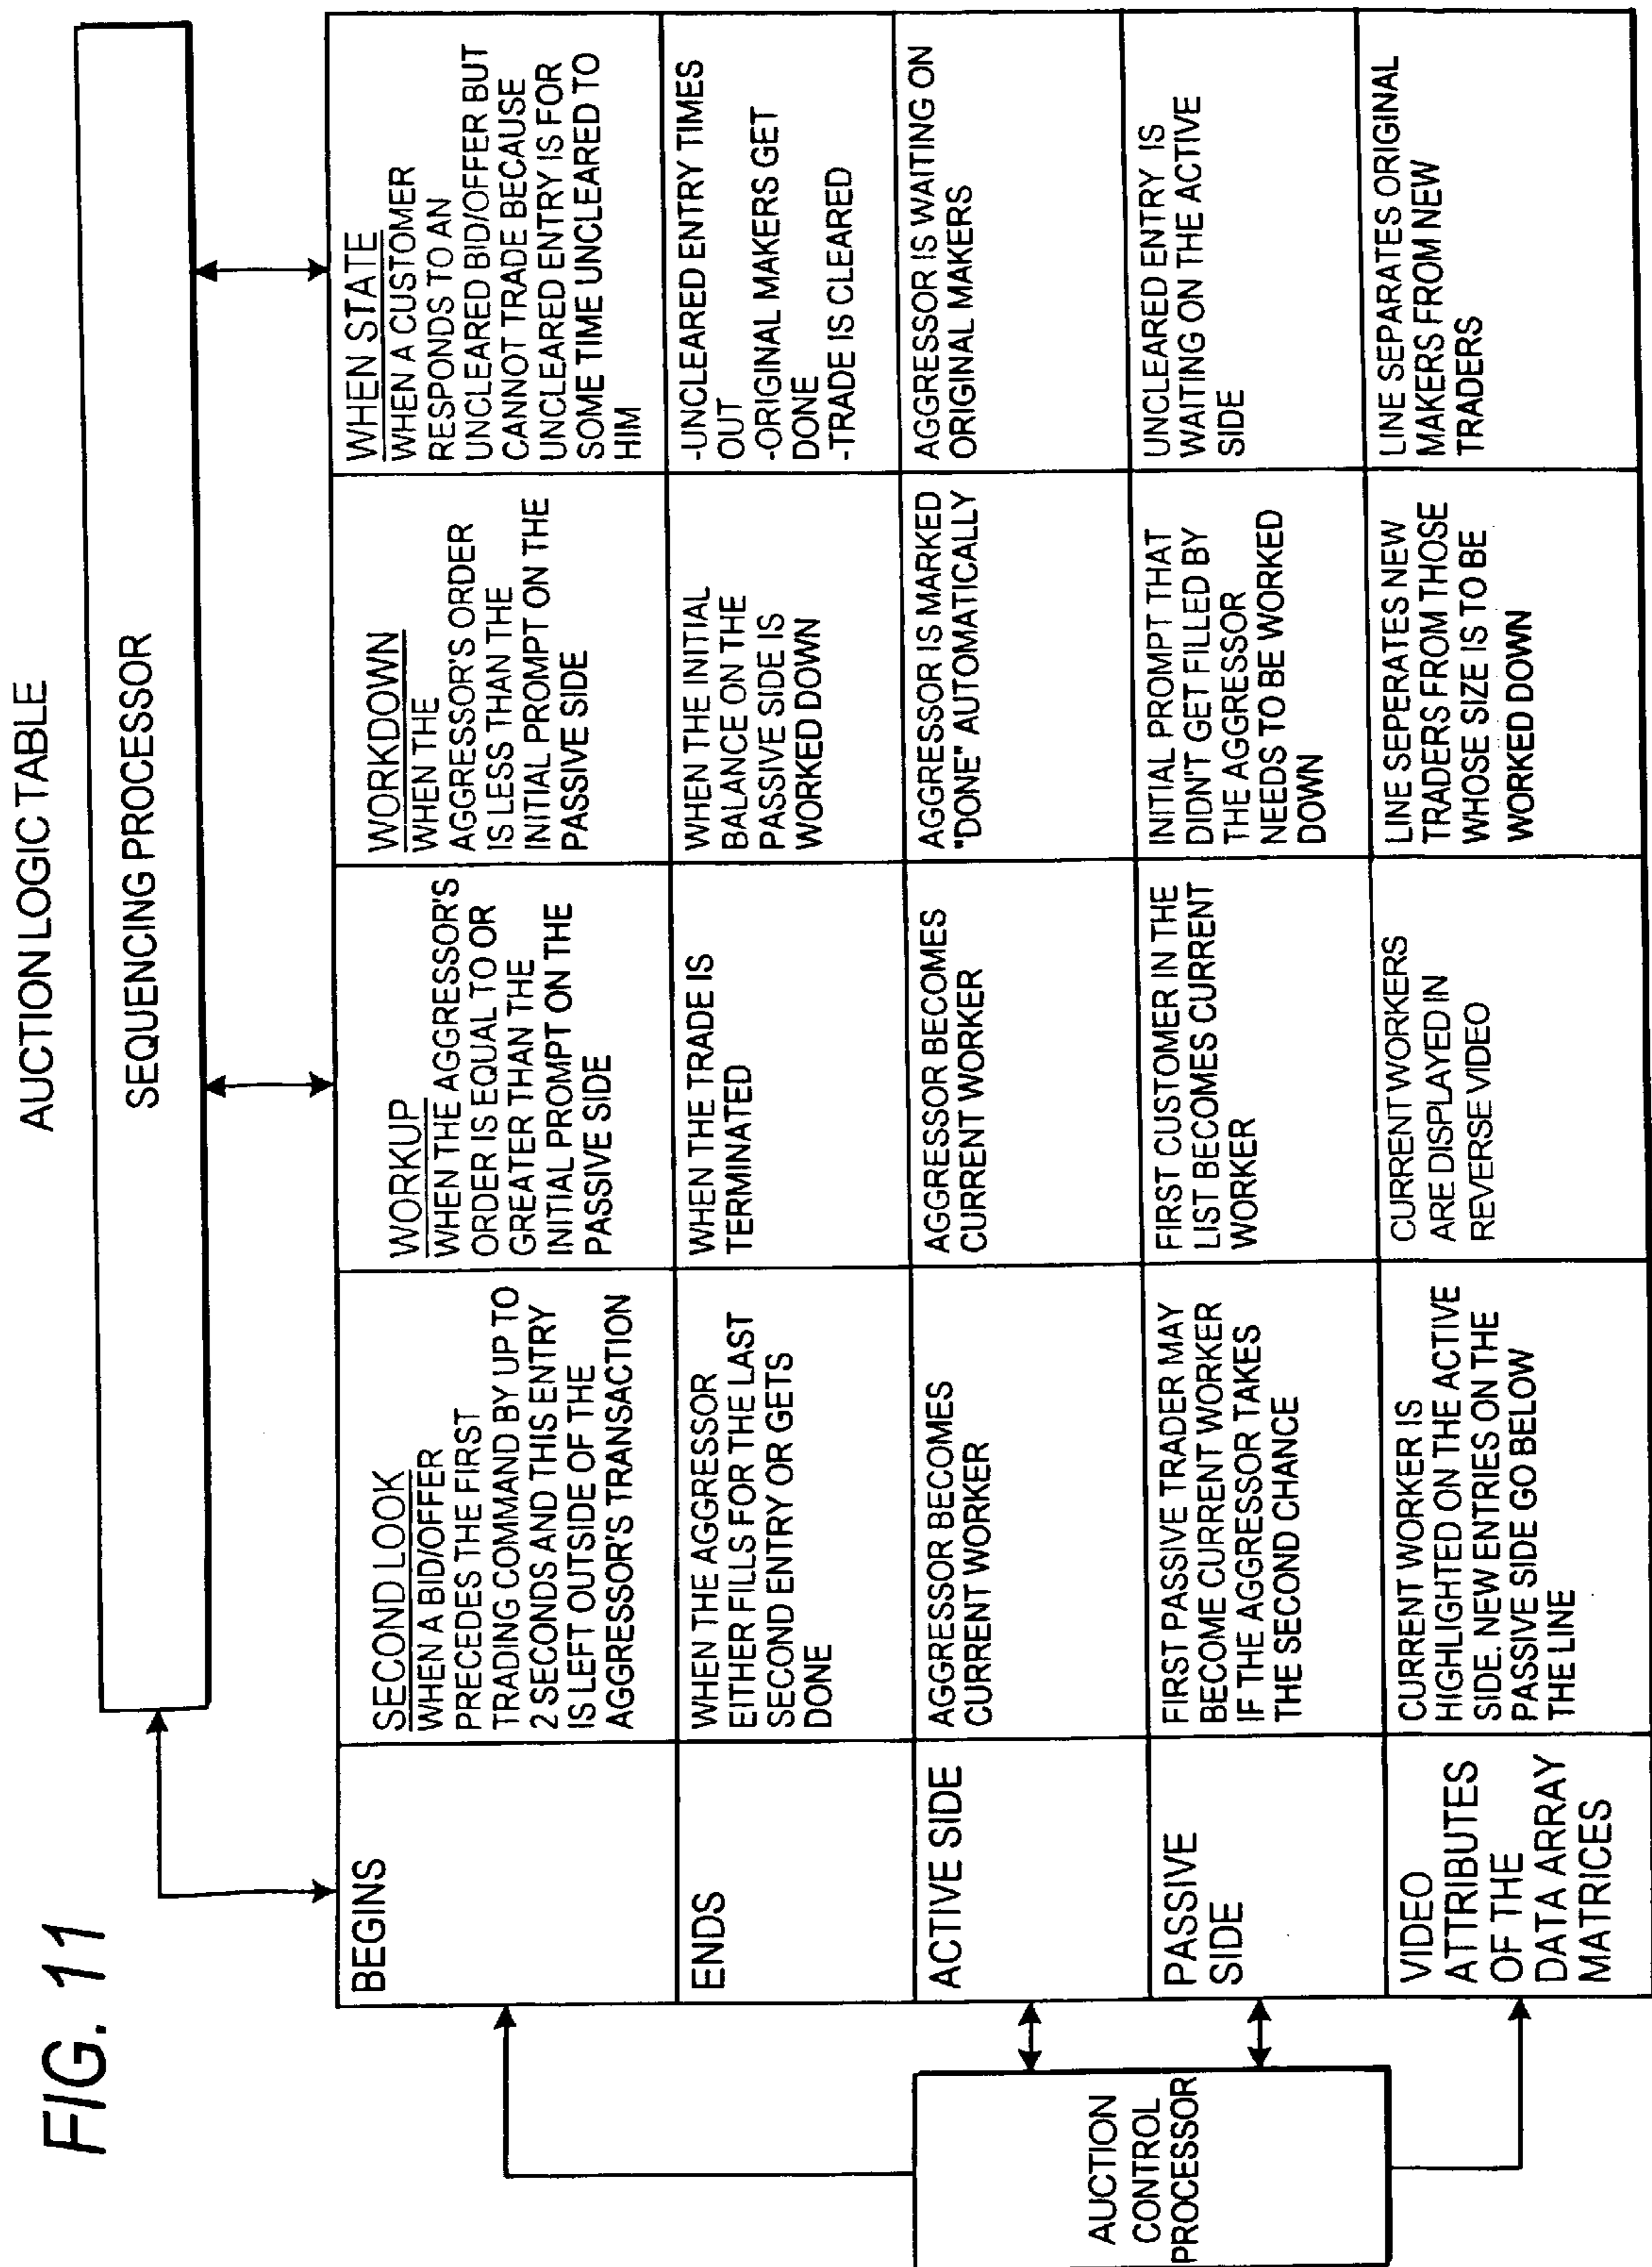 FIG. 11
AUCTION LOGIC TABLE
SEQUENCING PROCESSOR
AUCTION
CONTROL
PROCESSOR
BEGINS
SECOND LOOK
WHEN A BID/OFFER
PRECEDES THE FIRST
TRADING COMMAND BY UP TO
2 SECONDS AND THIS ENTRY
IS LEFT OUTSIDE OF THE
AGGRESSOR'S TRANSACTION
WORKUP
WHEN THE AGGRESSOR'S
ORDER IS EQUAL TO OR
GREATER THAN THE
INITIAL PROMPT ON THE
PASSIVE SIDE
WORKDOWN
WHEN THE
AGGRESSOR'S ORDER
IS LESS THAN THE
INITIAL PROMPT ON THE
PASSIVE SIDE
WHEN STATE
WHEN A CUSTOMER
RESPONDS TO AN
UNCLEARED BID/OFFER BUT
CANNOT TRADE BECAUSE
UNCLEARED ENTRY IS FOR
SOME TIME UNCLEARED TO
HIM
ENDS
WHEN THE AGGRESSOR
EITHER FILLS FOR THE LAST
SECOND ENTRY OR GETS
DONE
WHEN THE TRADE IS
TERMINATED
WHEN THE INITIAL
BALANCE ON THE
PASSIVE SIDE IS
WORKED DOWN
-UNCLEARED ENTRY TIMES
OUT
-ORIGINAL MAKERS GET
DONE
-TRADE IS CLEARED
ACTIVE SIDE
AGGRESSOR BECOMES
CURRENT WORKER
AGGRESSOR BECOMES
CURRENT WORKER
AGGRESSOR IS MARKED
"DONE" AUTOMATICALLY
AGGRESSOR IS WAITING ON
ORIGINAL MAKERS
PASSIVE
SIDE
FIRST PASSIVE TRADER MAY
BECOME CURRENT WORKER
IF THE AGGRESSOR TAKES
THE SECOND CHANCE
FIRST CUSTOMER IN THE
LIST BECOMES CURRENT
WORKER
INITIAL PROMPT THAT
DIDN'T GET FILLED BY
THE AGGRESSOR
NEEDS TO BE WORKED
DOWN
UNCLEARED ENTRY IS
WAITING ON THE ACTIVE
SIDE
VIDEO
ATTRIBUTES
OF THE
DATA ARRAY
MATRICES
CURRENT WORKER IS
HIGHLIGHTED ON THE ACTIVE
SIDE. NEW ENTRIES ON THE
PASSIVE SIDE GO BELOW
THE LINE
CURRENT WORKERS
ARE DISPLAYED IN
REVERSE VIDEO
LINE SEPERATES NEW
TRADERS FROM THOSE
WHOSE SIZE IS TO BE
WORKED DOWN
LINE SEPARATES ORIGINAL
MAKERS FROM NEW
TRADERS